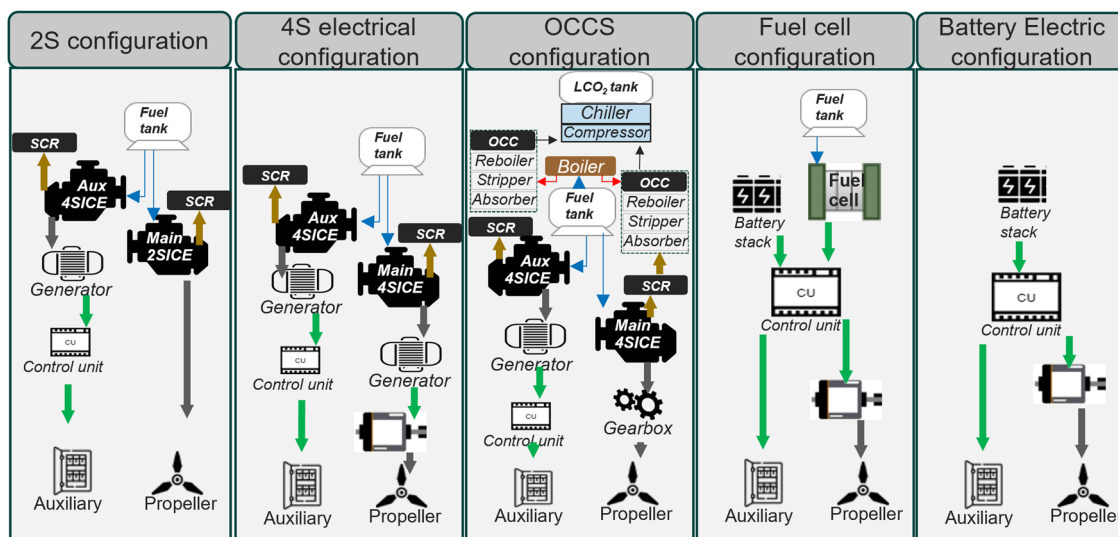 2S configuration
4S electrical
configuration
OCCS
configuration
Fuel cell
configuration
Battery Electric
configuration
Fuel
tank
SCR
Aux
4SICE
SCR
Main
2SICE
Generator
CU
Control unit
Auxiliary
Propeller
Fuel
tank
SCR
Aux
4SICE
SCR
Main
4SICE
Generator
Generator
CU
Control unit
Auxiliary
Propeller
LCO₂ tank
Chiller
Compressor
OCC
Reboiler
Stripper
Absorber
Boiler
OCC
Reboiler
Stripper
Absorber
Fuel
tank
SCR
Aux
4SICE
SCR
Main
4SICE
Generator
Gearbox
CU
Control unit
Auxiliary
Propeller
Fuel
tank
Fuel
cell
Battery
stack
CU
Control unit
Auxiliary
Propeller
Battery
stack
CU
Control unit
Auxiliary
Propeller